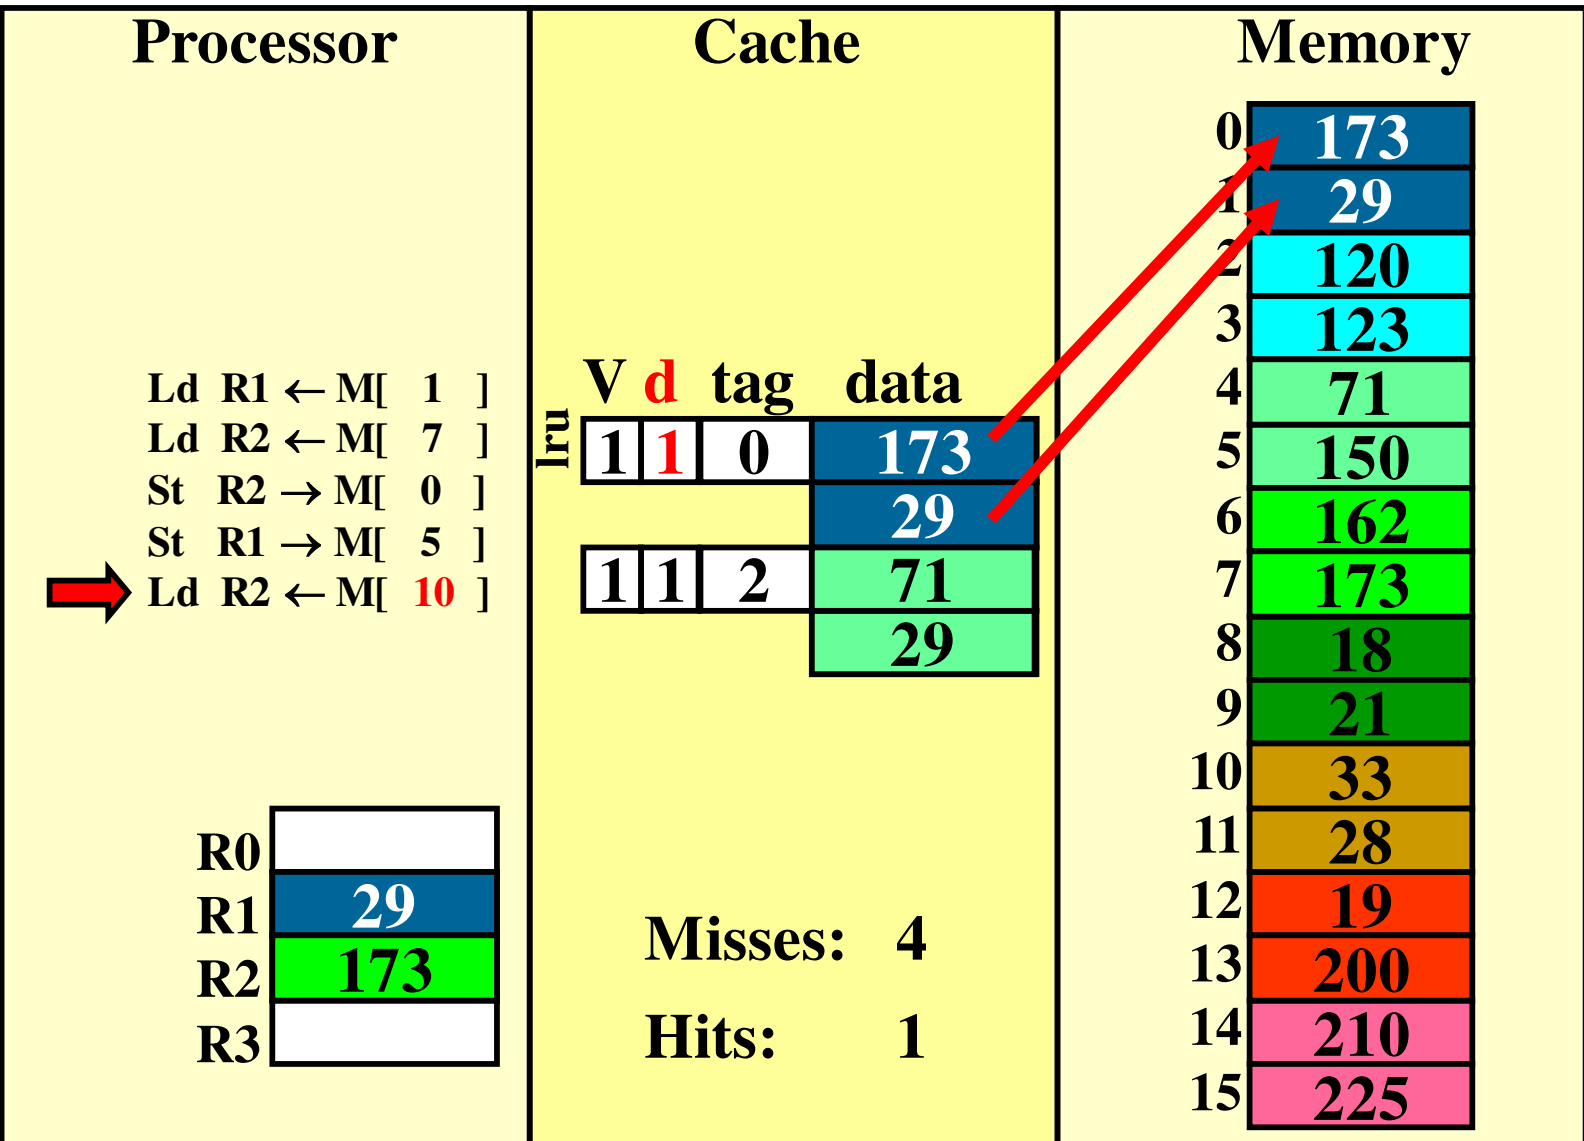 Processor
Ld R1 ← M[ 1 ]
Ld R2 ← M[ 7 ]
St R2 → M[ 0 ]
St R1 → M[ 5 ]
Ld R2 ← M[ 10 ]
R0
R1 29
R2 173
R3
Cache
V d tag data
lru
1 1 0 173
29
1 1 2 71
29
Misses: 4
Hits: 1
Memory
0 173
1 29
2 120
3 123
4 71
5 150
6 162
7 173
8 18
9 21
10 33
11 28
12 19
13 200
14 210
15 225